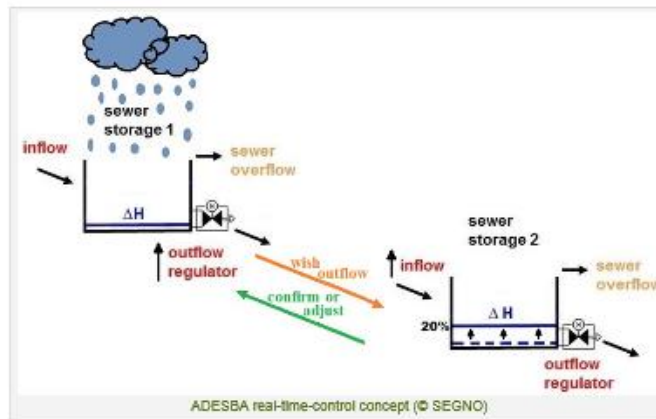 sewer
storage 1
inflow
sewer
overflow
ΔH
outflow
regulator
wish
outflow
confirm or
adjust
sewer
storage 2
inflow
sewer
overflow
20%
ΔH
outflow
regulator
ADESBA real-time-control concept (© SEGNO)